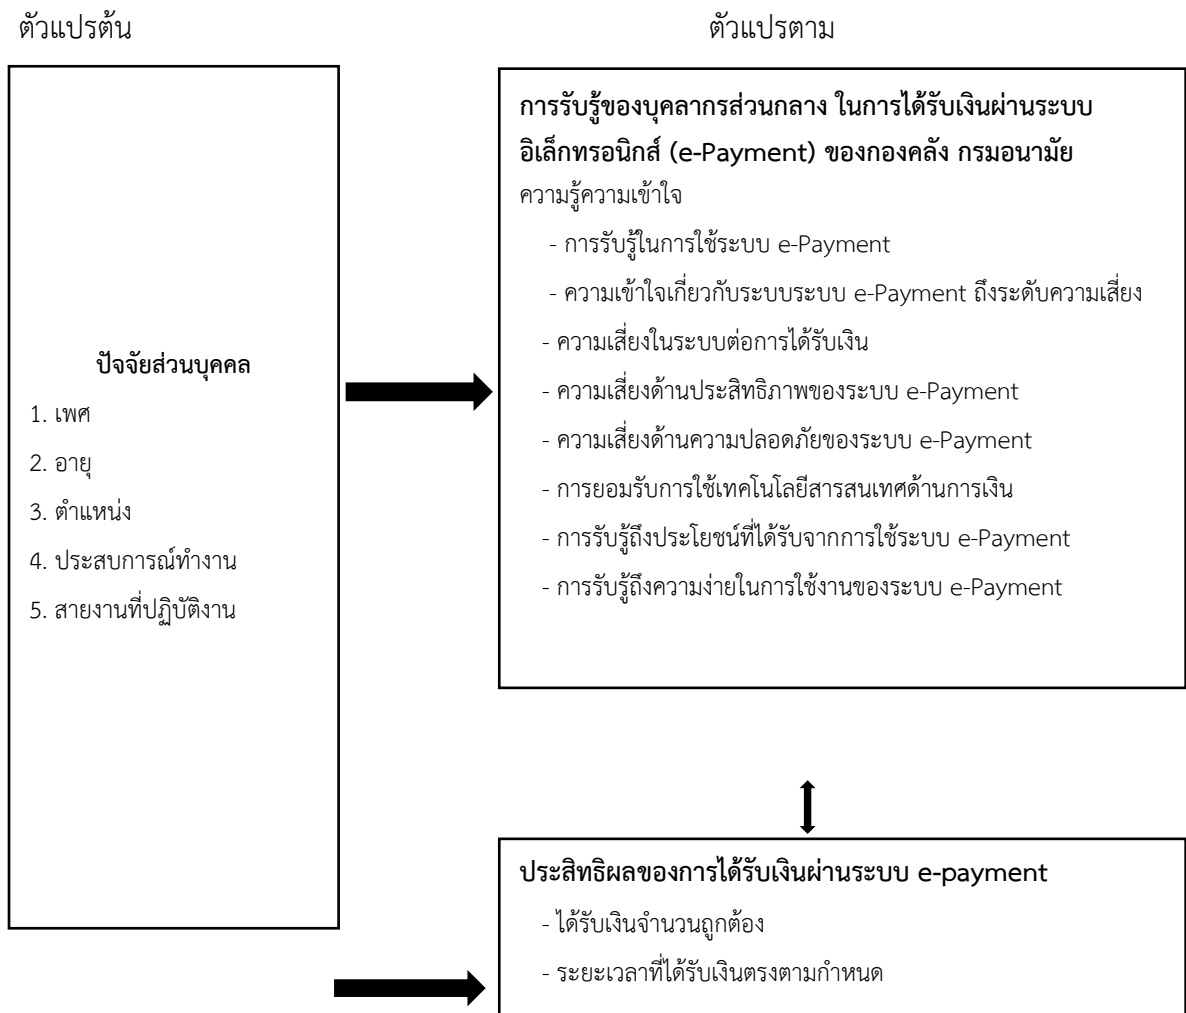 ตัวแปรต้น
ตัวแปรตาม
ปัจจัยส่วนบุคคล
1. เพศ
2. อายุ
3. ตำแหน่ง
4. ประสบการณ์ทำงาน
5. สายงานที่ปฏิบัติงาน
การรับรู้ของบุคลากรส่วนกลาง ในการได้รับเงินผ่านระบบ
อิเล็กทรอนิกส์ (e-Payment) ของกองคลัง กรมอนามัย
ความรู้ความเข้าใจ
- การรับรู้ในการใช้ระบบ e-Payment
- ความเข้าใจเกี่ยวกับระบบระบบ e-Payment ถึงระดับความเสี่ยง
- ความเสี่ยงในระบบต่อการได้รับเงิน
- ความเสี่ยงด้านประสิทธิภาพของระบบ e-Payment
- ความเสี่ยงด้านความปลอดภัยของระบบ e-Payment
- การยอมรับการใช้เทคโนโลยีสารสนเทศด้านการเงิน
- การรับรู้ถึงประโยชน์ที่ได้รับจากการใช้ระบบ e-Payment
- การรับรู้ถึงความง่ายในการใช้งานของระบบ e-Payment
ประสิทธิผลของการได้รับเงินผ่านระบบ e-payment
- ได้รับเงินจำนวนถูกต้อง
- ระยะเวลาที่ได้รับเงินตรงตามกำหนด